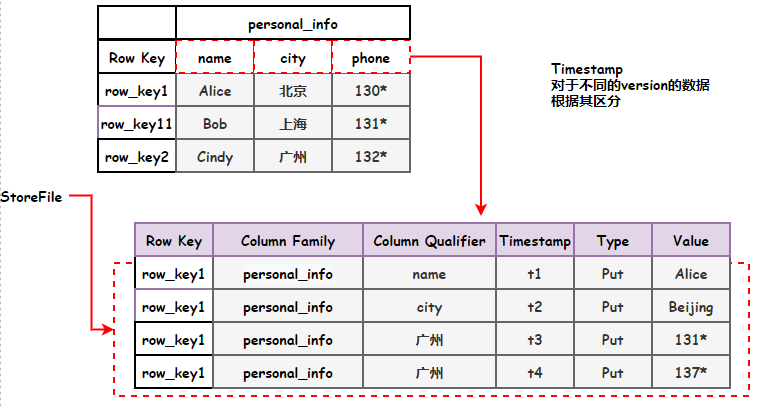 personal_info
Row Key name city phone
row_key1 Alice 北京 130*
row_key11 Bob 上海 131*
row_key2 Cindy 广州 132*
Timestamp
对于不同的version的数据
根据其区分
StoreFile
Row Key Column Family Column Qualifier Timestamp Type Value
row_key1 personal_info name t1 Put Alice
row_key1 personal_info city t2 Put Beijing
row_key1 personal_info 广州 t3 Put 131*
row_key1 personal_info 广州 t4 Put 137*